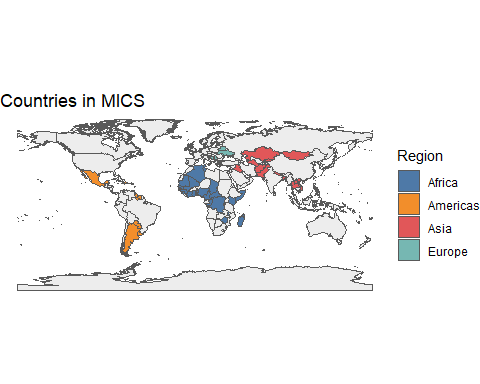 Countries in MICS
Region
Africa
Americas
Asia
Europe